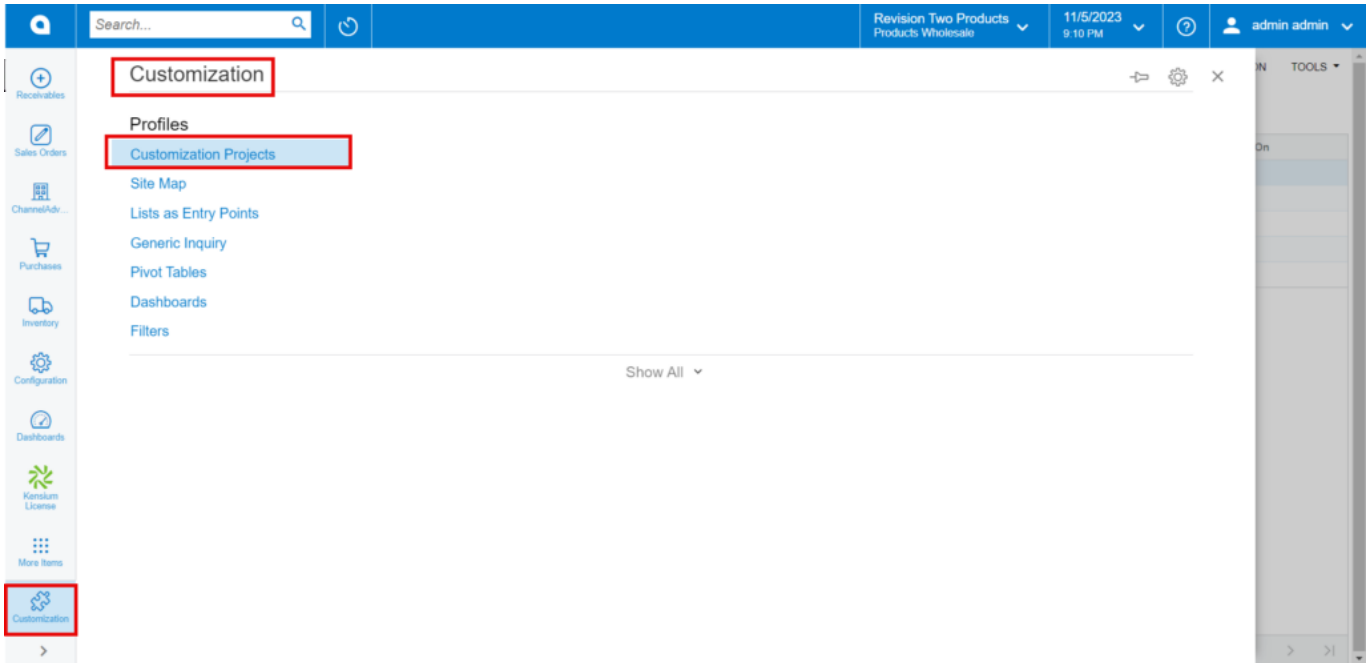 Search...
Revision Two Products
Products Wholesale
11/5/2023
9:10 PM
admin admin
Receivables
Sales Orders
ChannelAdv...
Purchases
Inventory
Configuration
Dashboards
Kensium
License
More Items
Customization
Customization
Profiles
Customization Projects
Site Map
Lists as Entry Points
Generic Inquiry
Pivot Tables
Dashboards
Filters
Show All
ON TOOLS
On